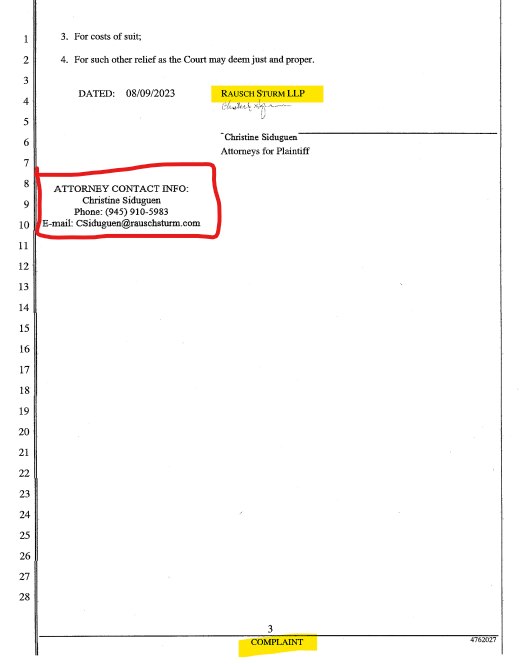 1 3. For costs of suit;
2 4. For such other relief as the Court may deem just and proper.
3
DATED: 08/09/2023 RAUSCH STURM LLP
4
5
Christine Siduguen
6
Attorneys for Plaintiff
7
8 ATTORNEY CONTACT INFO:
9 Christine Siduguen
Phone: (945) 910-5983
10 E-mail: CSiduguen@rauschsturm.com
11
12
13
14
15
16
17
18
19
20
21
22
23
24
25
26
27
28
3
COMPLAINT 4762027